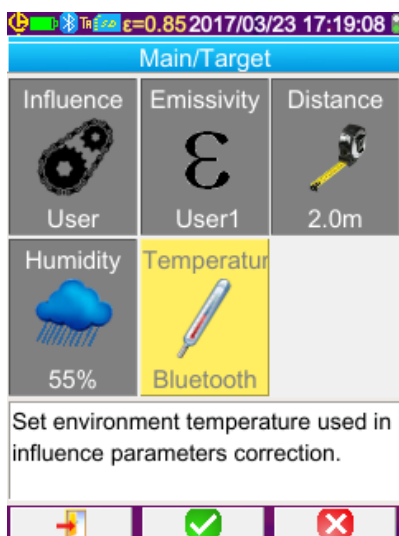 ε=0.85 2017/03/23 17:19:08
Main/Target
Influence Emissivity Distance
ε
User User1 2.0m
Humidity Temperatur
55% Bluetooth
Set environment temperature used in
influence parameters correction.